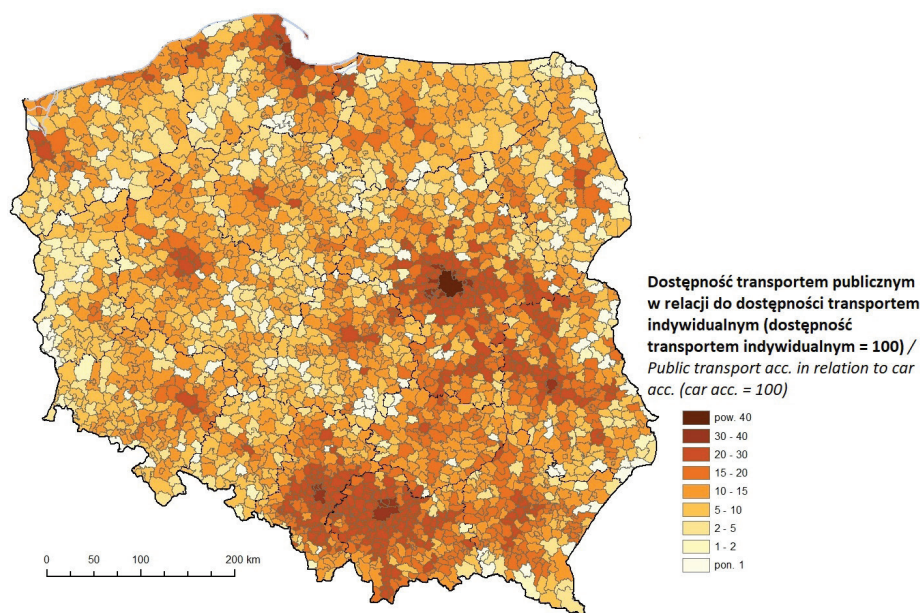 Dostępność transportem publicznym
w relacji do dostępności transportem
indywidualnym (dostępność
transportem indywidualnym = 100) /
Public transport acc. in relation to car
acc. (car acc. = 100)
pow. 40
30 - 40
20 - 30
15 - 20
10 - 15
5 - 10
2 - 5
1 - 2
pon. 1
0 50 100 200 km